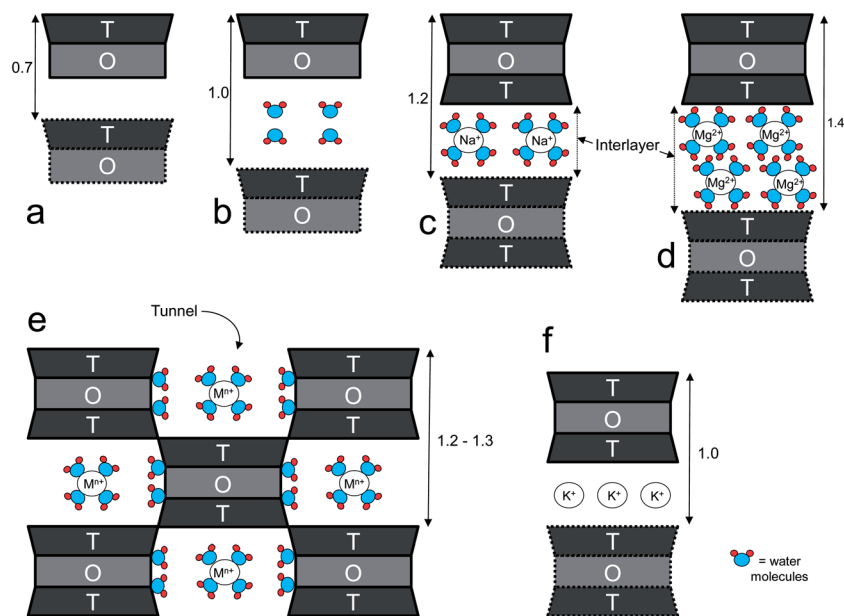 T
O
0.7
T
O
a
T
O
1.0
T
O
b
T
O
T
1.2
Na⁺
Na⁺
Interlayer
T
O
T
c
T
O
T
Mg²⁺
Mg²⁺
Mg²⁺
Mg²⁺
1.4
T
O
T
d
e
Tunnel
T
O
T
Mⁿ⁺
T
O
T
Mⁿ⁺
T
O
T
Mⁿ⁺
1.2 - 1.3
T
O
T
Mⁿ⁺
T
O
T
f
T
O
T
1.0
K⁺
K⁺
K⁺
T
O
T
= water
molecules